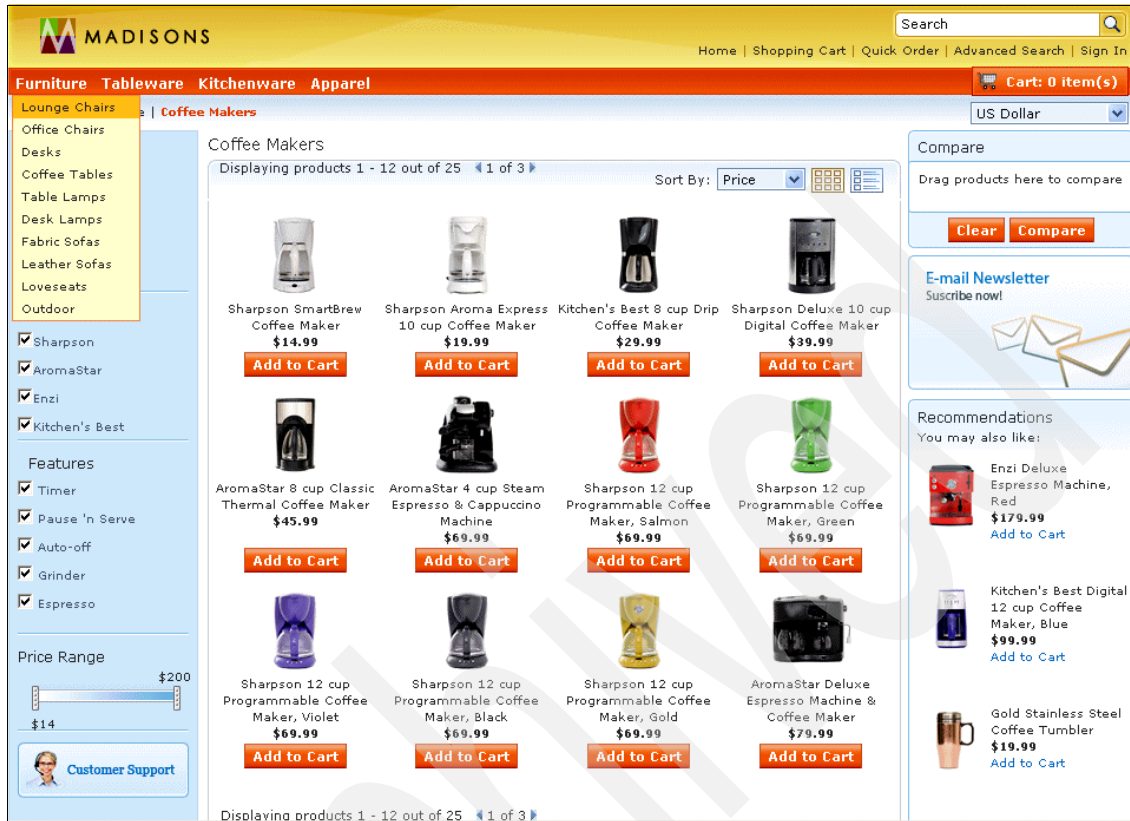 MADISONS
Search
Home | Shopping Cart | Quick Order | Advanced Search | Sign In
Furniture Tableware Kitchenware Apparel
Cart: 0 item(s)
Lounge Chairs
Office Chairs
Desks
Coffee Tables
Table Lamps
Desk Lamps
Fabric Sofas
Leather Sofas
Loveseats
Outdoor
| Coffee Makers
US Dollar
Sharpson
AromaStar
Enzi
Kitchen's Best
Features
Timer
Pause 'n Serve
Auto-off
Grinder
Espresso
Price Range
$200
$14
Customer Support
Coffee Makers
Displaying products 1 - 12 out of 25 1 of 3
Sort By: Price
Sharpson SmartBrew
Coffee Maker
$14.99
Add to Cart
Sharpson Aroma Express
10 cup Coffee Maker
$19.99
Add to Cart
Kitchen's Best 8 cup Drip
Coffee Maker
$29.99
Add to Cart
Sharpson Deluxe 10 cup
Digital Coffee Maker
$39.99
Add to Cart
AromaStar 8 cup Classic
Thermal Coffee Maker
$45.99
Add to Cart
AromaStar 4 cup Steam
Espresso & Cappuccino
Machine
$69.99
Add to Cart
Sharpson 12 cup
Programmable Coffee
Maker, Salmon
$69.99
Add to Cart
Sharpson 12 cup
Programmable Coffee
Maker, Green
$69.99
Add to Cart
Sharpson 12 cup
Programmable Coffee
Maker, Violet
$69.99
Add to Cart
Sharpson 12 cup
Programmable Coffee
Maker, Black
$69.99
Add to Cart
Sharpson 12 cup
Programmable Coffee
Maker, Gold
$69.99
Add to Cart
AromaStar Deluxe
Espresso Machine &
Coffee Maker
$79.99
Add to Cart
Displaying products 1 - 12 out of 25 1 of 3
Compare
Drag products here to compare
Clear Compare
E-mail Newsletter
Suscribe now!
Recommendations
You may also like:
Enzi Deluxe
Espresso Machine,
Red
$179.99
Add to Cart
Kitchen's Best Digital
12 cup Coffee
Maker, Blue
$99.99
Add to Cart
Gold Stainless Steel
Coffee Tumbler
$19.99
Add to Cart